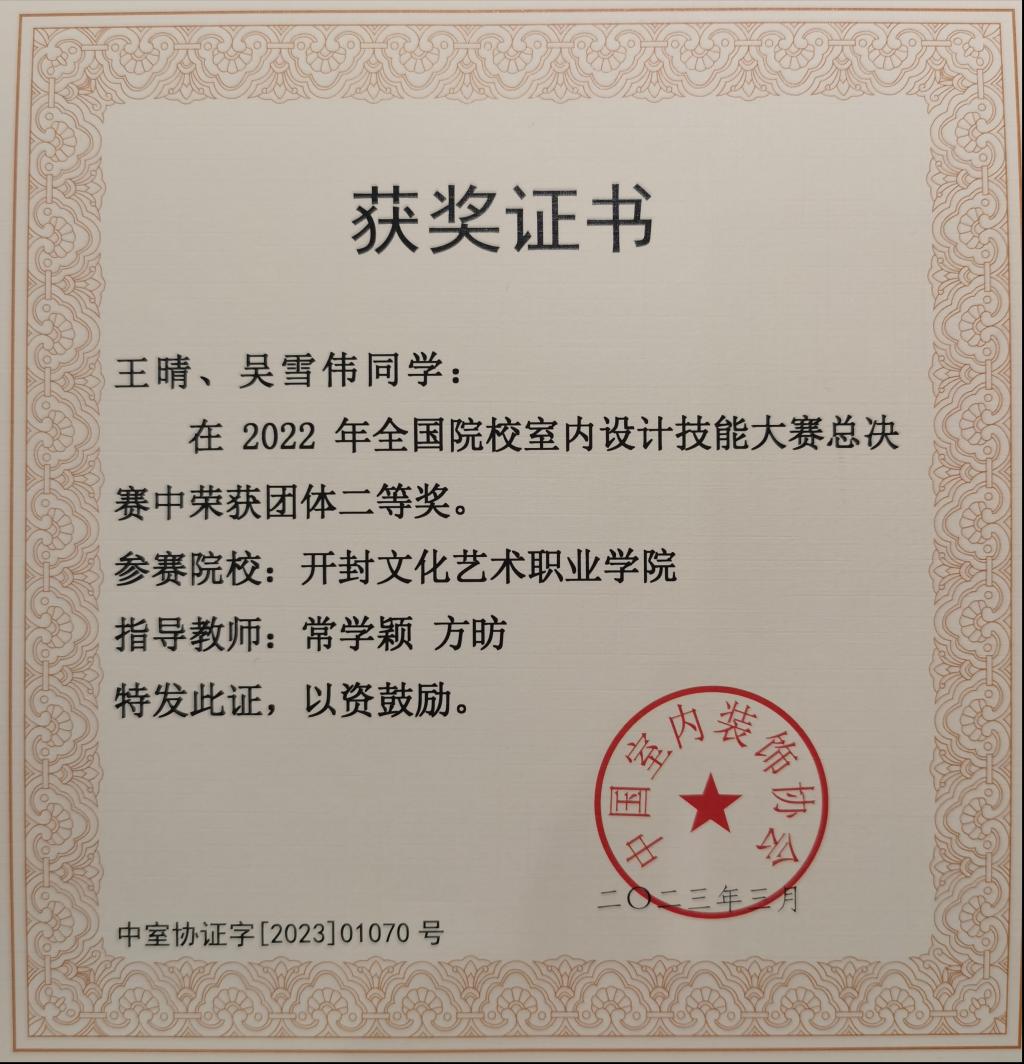 获奖证书
王晴、吴雪伟同学：
在 2022 年全国院校室内设计技能大赛总决
赛中荣获团体二等奖。
参赛院校：开封文化艺术职业学院
指导教师：常学颖 方昉
特发此证，以资鼓励。
中国室内装饰协会
二〇二三年三月
中室协证字[2023]01070 号